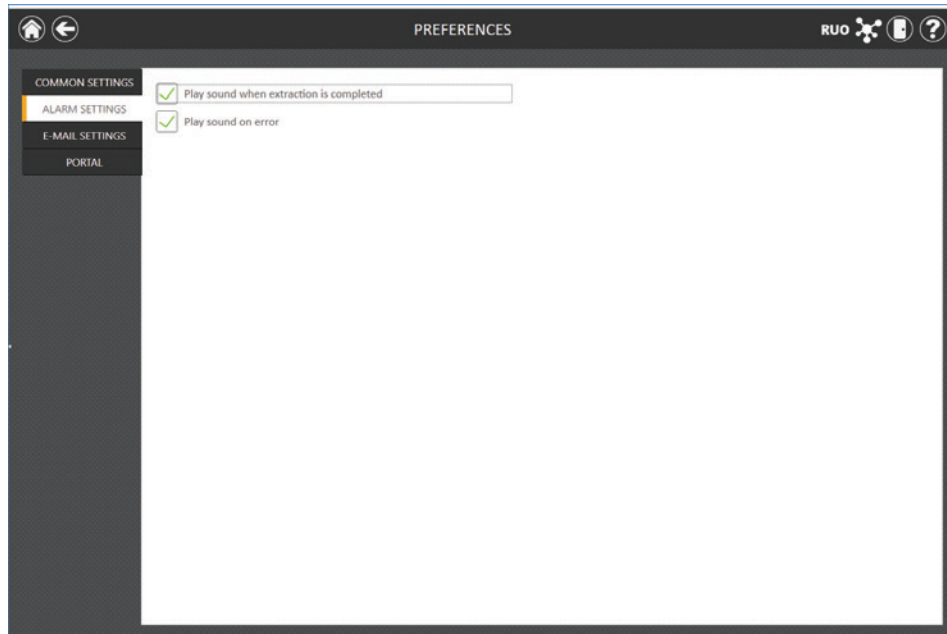 PREFERENCES
RUO
?
COMMON SETTINGS
ALARM SETTINGS
E-MAIL SETTINGS
PORTAL
Play sound when extraction is completed
Play sound on error